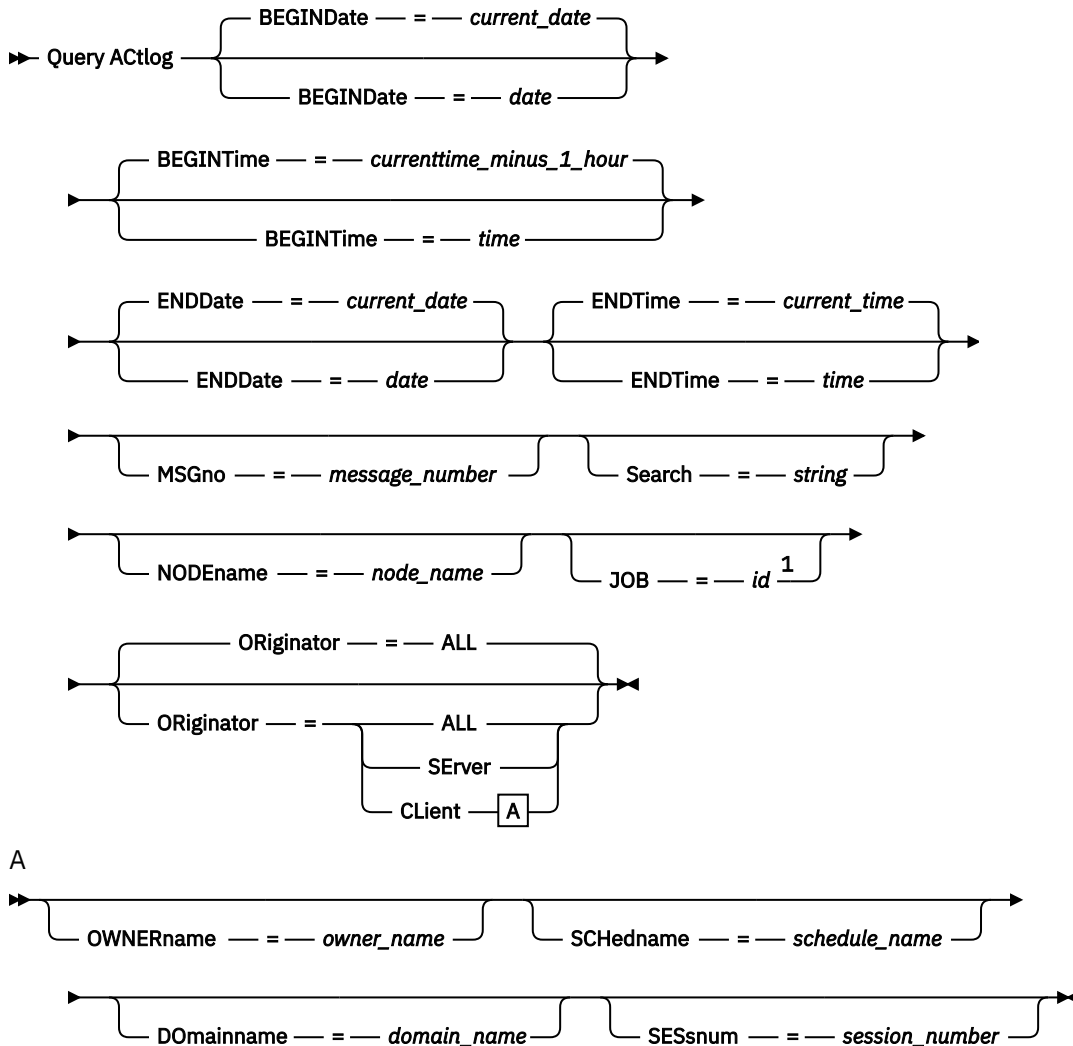 BEGINDate = current_date
Query ACtlog
BEGINDate = date
BEGINTime = currenttime_minus_1_hour
BEGINTime = time
ENDDate = current_date ENDTime = current_time
ENDDate = date ENDTime = time
MSGno = message_number Search = string
NODEname = node_name JOB = id 1
ORiginator = ALL
ORiginator = ALL
SErver
CLient A
A
OWNERname = owner_name SCHedname = schedule_name
DOmainname = domain_name SESsnum = session_number